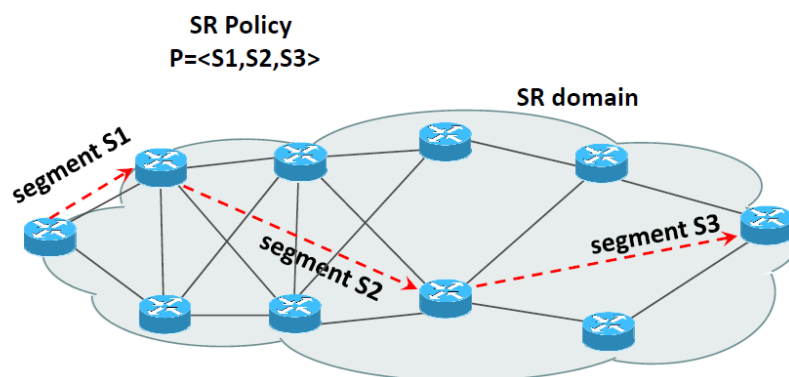 SR Policy
P=<S1,S2,S3>
SR domain
segment S1
segment S2
segment S3